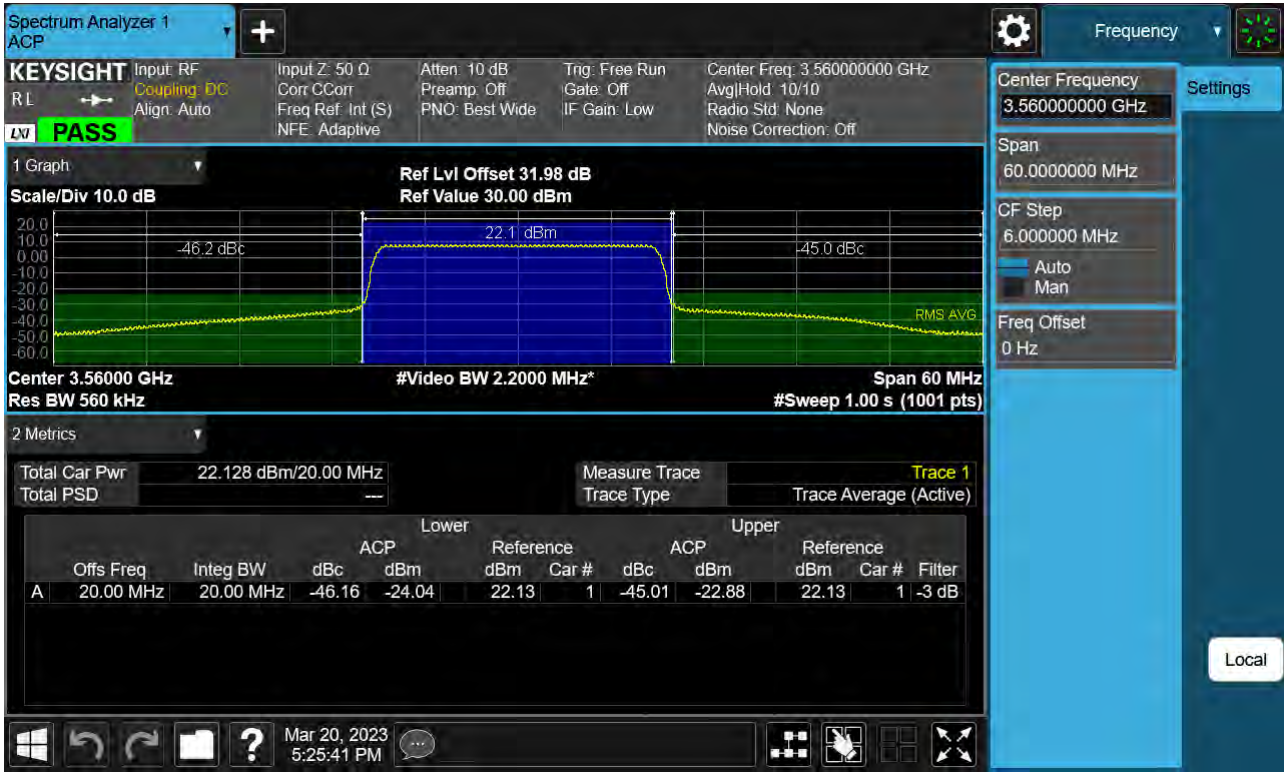 Spectrum Analyzer 1
ACP
Frequency
KEYSIGHT
R L
LXI PASS
Input: RF
Coupling: DC
Align: Auto
Input Z: 50 Ω
Corr CCorr
Freq Ref: Int (S)
NFE: Adaptive
Atten: 10 dB
Preamp: Off
PNO: Best Wide
Trig: Free Run
Gate: Off
IF Gain: Low
Center Freq: 3.560000000 GHz
Avg|Hold: 10/10
Radio Std: None
Noise Correction: Off
1 Graph
Scale/Div 10.0 dB
Ref Lvl Offset 31.98 dB
Ref Value 30.00 dBm
20.0
10.0
0.00
-10.0
-20.0
-30.0
-40.0
-50.0
-60.0
-46.2 dBc
22.1 dBm
-45.0 dBc
RMS AVG
Center 3.56000 GHz
#Video BW 2.2000 MHz*
Span 60 MHz
Res BW 560 kHz
#Sweep 1.00 s (1001 pts)
2 Metrics
Total Car Pwr 22.128 dBm/20.00 MHz
Total PSD ---
Measure Trace Trace 1
Trace Type Trace Average (Active)
Lower Upper
ACP Reference ACP Reference
Offs Freq Integ BW dBc dBm dBm Car # dBc dBm dBm Car # Filter
A 20.00 MHz 20.00 MHz -46.16 -24.04 22.13 1 -45.01 -22.88 22.13 1 -3 dB
?
Mar 20, 2023
5:25:41 PM
Center Frequency
3.560000000 GHz
Span
60.0000000 MHz
CF Step
6.000000 MHz
Auto
Man
Freq Offset
0 Hz
Settings
Local